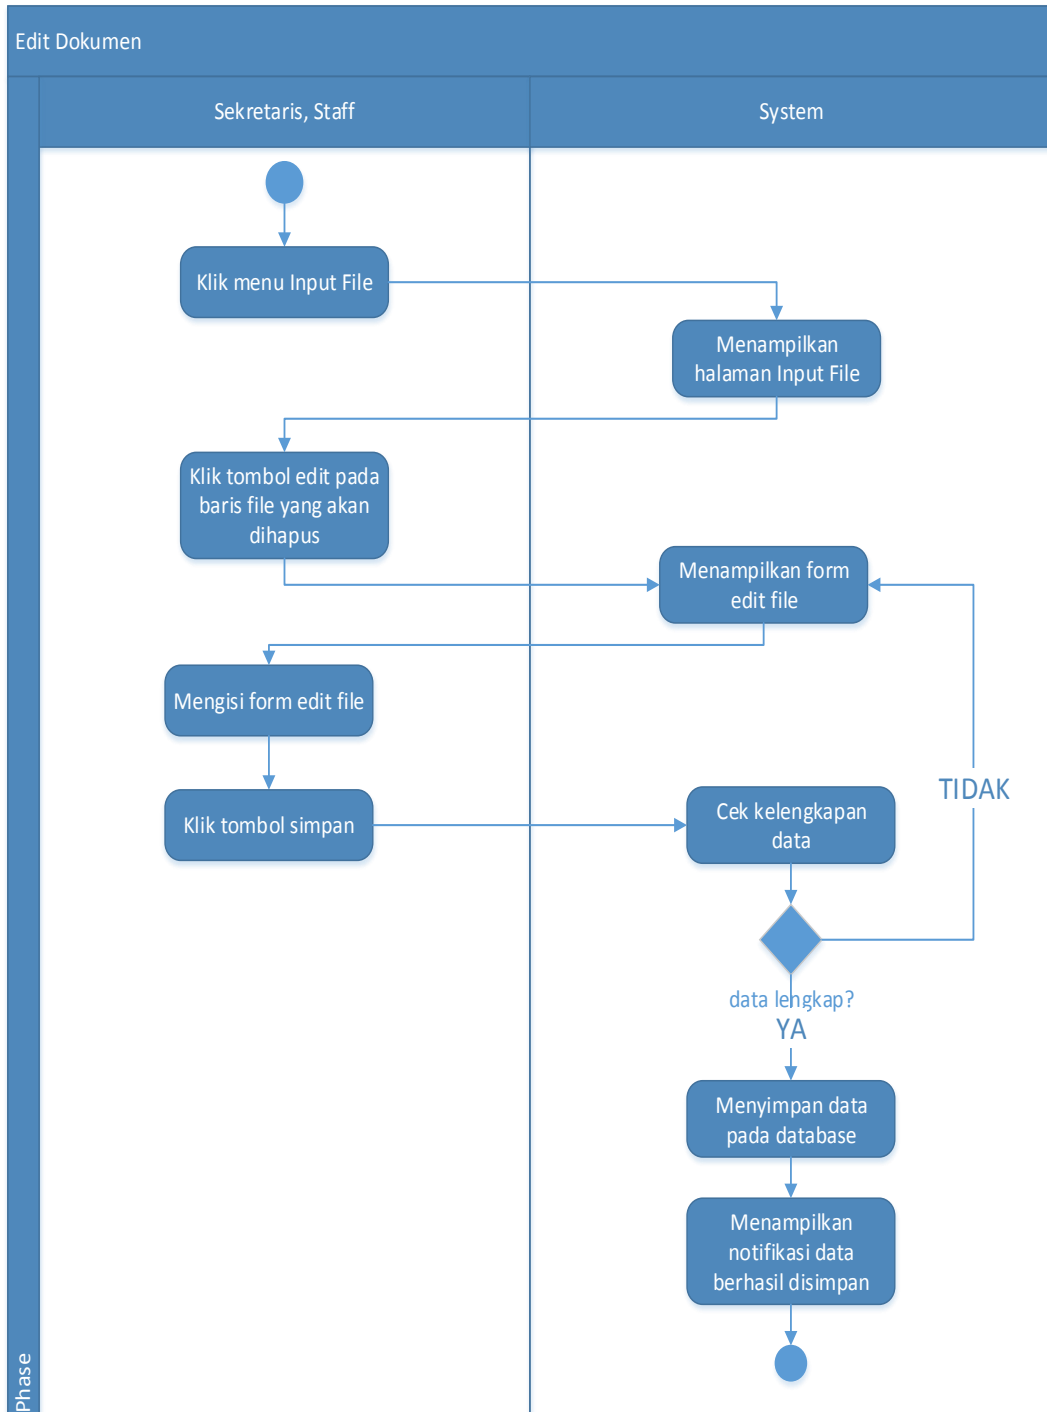 Edit Dokumen
Sekretaris, Staff
System
Klik menu Input File
Menampilkan
halaman Input File
Klik tombol edit pada
baris file yang akan
dihapus
Menampilkan form
edit file
Mengisi form edit file
Klik tombol simpan
Cek kelengkapan
data
TIDAK
data lengkap?
YA
Menyimpan data
pada database
Menampilkan
notifikasi data
berhasil disimpan
Phase